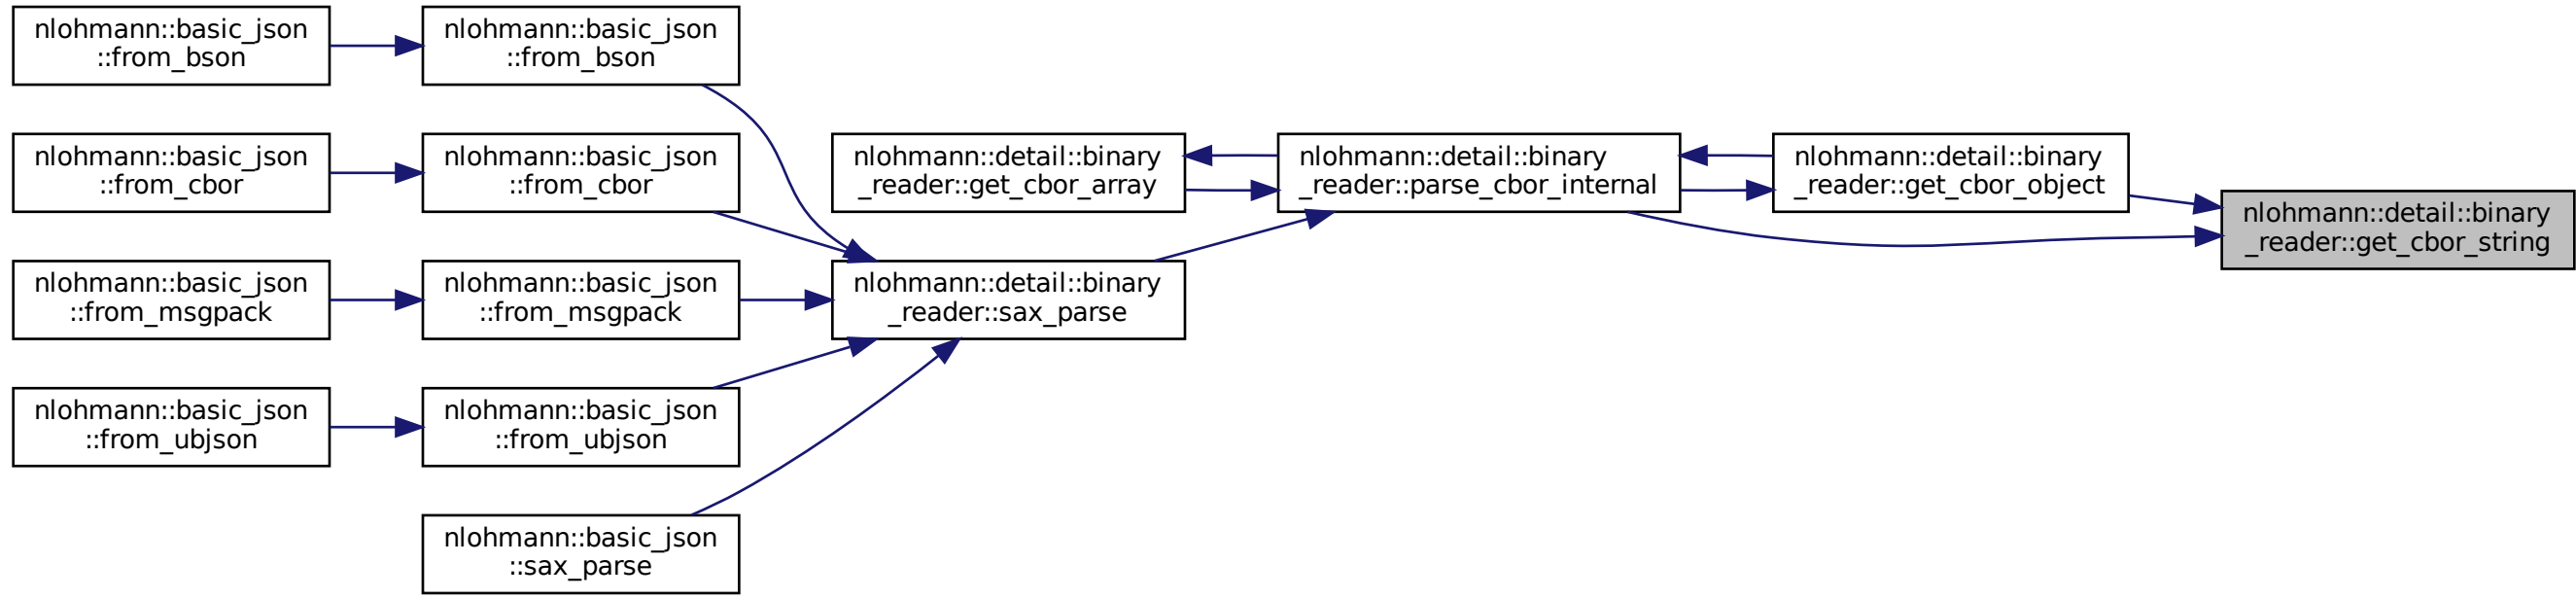 nlohmann::basic_json
::from_bson
nlohmann::basic_json
::from_bson
nlohmann::basic_json
::from_cbor
nlohmann::basic_json
::from_cbor
nlohmann::basic_json
::from_msgpack
nlohmann::basic_json
::from_msgpack
nlohmann::basic_json
::from_ubjson
nlohmann::basic_json
::from_ubjson
nlohmann::basic_json
::sax_parse
nlohmann::detail::binary
_reader::get_cbor_array
nlohmann::detail::binary
_reader::sax_parse
nlohmann::detail::binary
_reader::parse_cbor_internal
nlohmann::detail::binary
_reader::get_cbor_object
nlohmann::detail::binary
_reader::get_cbor_string